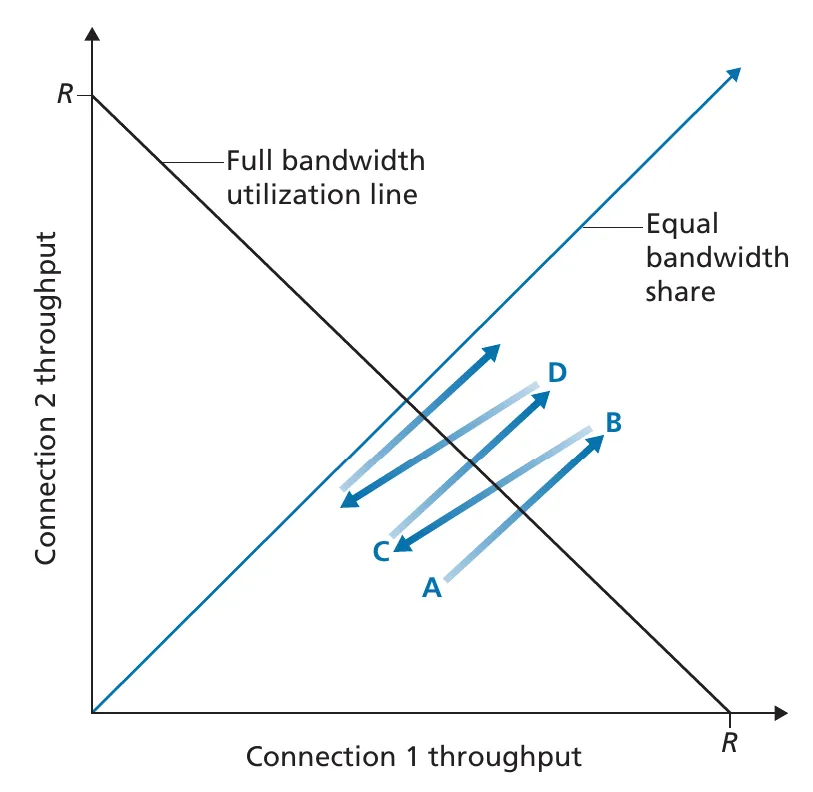 R
Full bandwidth
utilization line
Equal
bandwidth
share
Connection 2 throughput
D
B
C
A
R
Connection 1 throughput